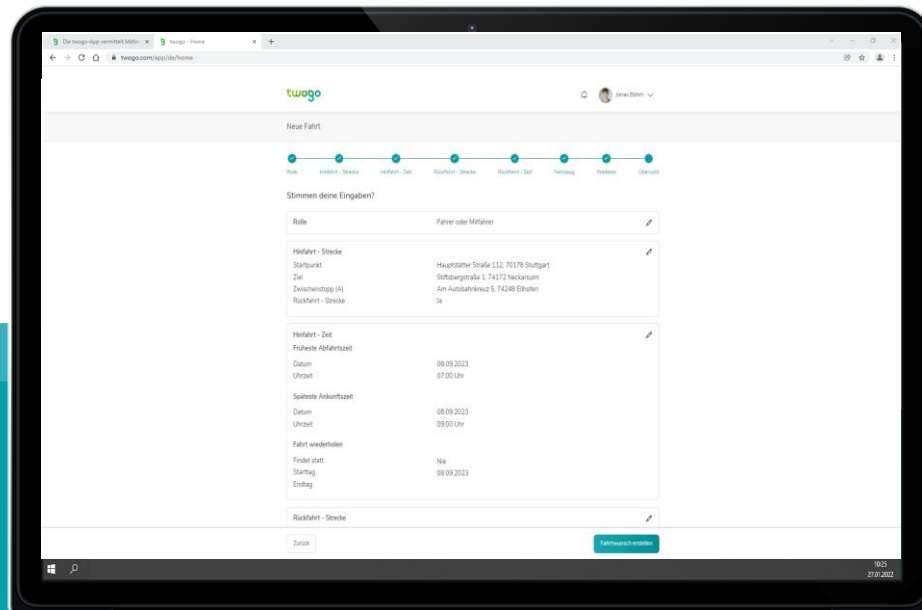 Die twogo-App vermittelt Mitfa
twogo - Home
twogo.com/app/de/home
twogo
Jonas Böhm
Neue Fahrt
Rolle Hinfahrt - Strecke Hinfahrt - Zeit Rückfahrt - Strecke Rückfahrt - Zeit Fahrzeug Weiteres Übersicht
Stimmen deine Eingaben?
Rolle Fahrer oder Mitfahrer
Hinfahrt - Strecke
Startpunkt Hauptstätter Straße 112, 70178 Stuttgart
Ziel Stiftsbergstraße 1, 74172 Neckarsulm
Zwischenstopp (A) Am Autobahnkreuz 5, 74248 Ellhofen
Rückfahrt - Strecke Ja
Hinfahrt - Zeit
Früheste Abfahrtszeit
Datum 08.09.2023
Uhrzeit 07:00 Uhr
Späteste Ankunftszeit
Datum 08.09.2023
Uhrzeit 09:00 Uhr
Fahrt wiederholen
Findet statt Nie
Starttag 08.09.2023
Endtag
Rückfahrt - Strecke
Zurück
Fahrtwunsch erstellen
10:25
27.01.2022